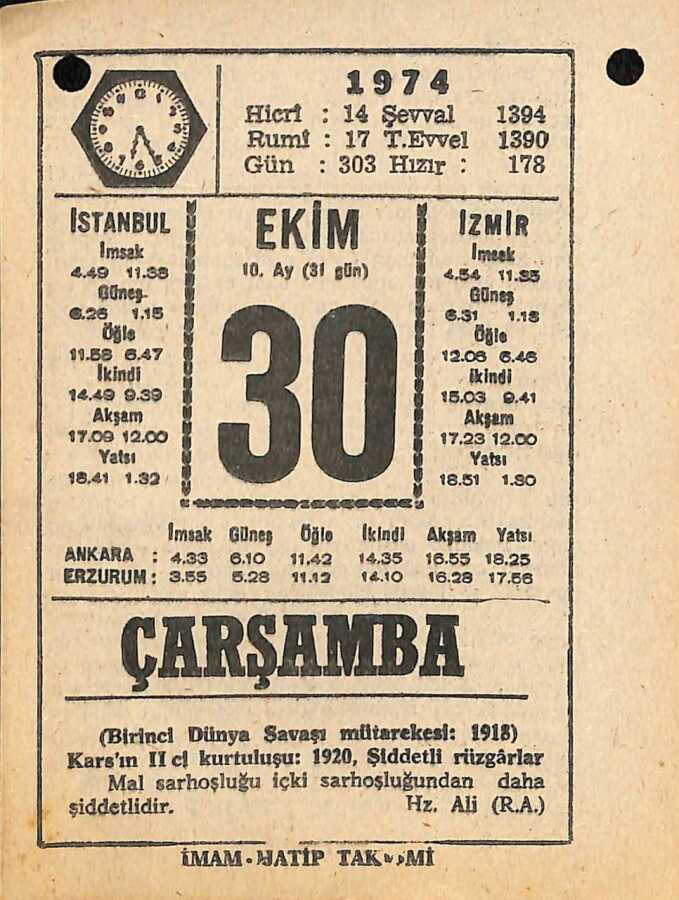 1974
Hicrî : 14 Şevval 1394
Rumî : 17 T.Evvel 1390
Gün : 303 Hızır : 178
İSTANBUL
İmsak
4.49 11.38
Güneş
6.26 1.15
Öğle
11.58 6.47
İkindi
14.49 9.39
Akşam
17.09 12.00
Yatsı
18.41 1.32
EKİM
10. Ay (31 gün)
30
İZMİR
İmsak
4.54 11.35
Güneş
6.31 1.18
Öğle
12.06 6.46
İkindi
15.03 9.41
Akşam
17.23 12.00
Yatsı
18.51 1.30
İmsak Güneş Öğle İkindi Akşam Yatsı
ANKARA : 4.33 6.10 11.42 14.35 16.55 18.25
ERZURUM : 3.55 5.28 11.12 14.10 16.28 17.56
ÇARŞAMBA
(Birinci Dünya Savaşı mütarekesi: 1918)
Kars'ın II ci kurtuluşu: 1920, Şiddetli rüzgârlar
Mal sarhoşluğu içki sarhoşluğundan daha
şiddetlidir. Hz. Ali (R.A.)
İMAM-HATİP TAKVİMİ